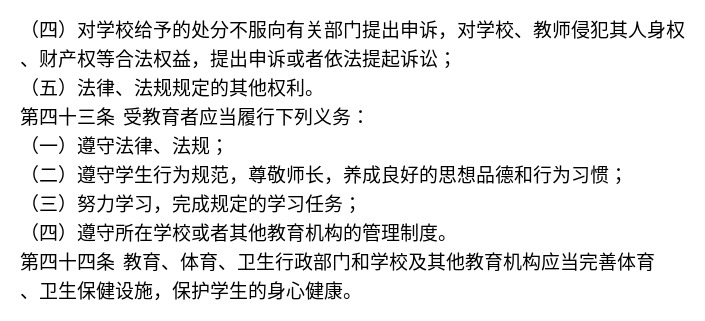 （四）对学校给予的处分不服向有关部门提出申诉，对学校、教师侵犯其人身权
、财产权等合法权益，提出申诉或者依法提起诉讼；
（五）法律、法规规定的其他权利。
第四十三条 受教育者应当履行下列义务：
（一）遵守法律、法规；
（二）遵守学生行为规范，尊敬师长，养成良好的思想品德和行为习惯；
（三）努力学习，完成规定的学习任务；
（四）遵守所在学校或者其他教育机构的管理制度。
第四十四条 教育、体育、卫生行政部门和学校及其他教育机构应当完善体育
、卫生保健设施，保护学生的身心健康。